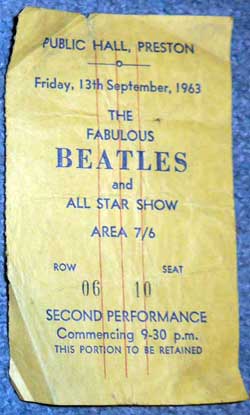 PUBLIC HALL, PRESTON
Friday, 13th September, 1963
THE
FABULOUS
BEATLES
and
ALL STAR SHOW
AREA 7/6
ROW SEAT
06 10
SECOND PERFORMANCE
Commencing 9-30 p.m.
THIS PORTION TO BE RETAINED